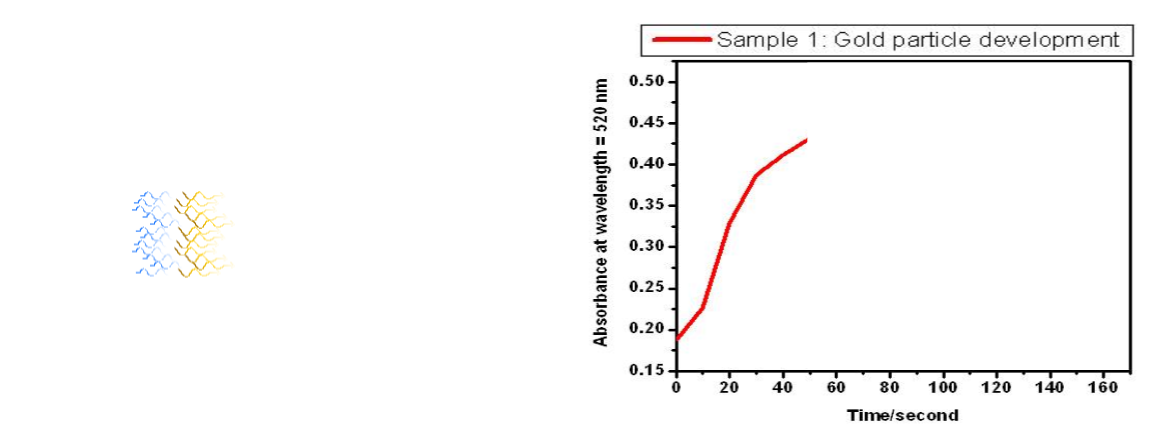 Sample 1: Gold particle development
Absorbance at wavelength = 520 nm
0.50
0.45
0.40
0.35
0.30
0.25
0.20
0.15
0 20 40 60 80 100 120 140 160
Time/second